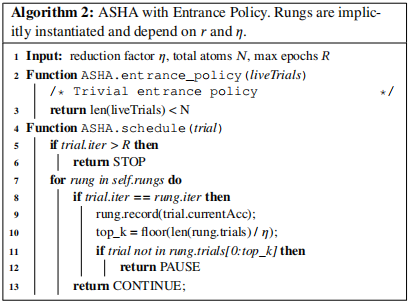 Algorithm 2: ASHA with Entrance Policy. Rungs are implic-
itly instantiated and depend on r and η.
1 Input: reduction factor η, total atoms N, max epochs R
2 Function ASHA.entrance_policy(liveTrials)
/* Trivial entrance policy */
3 return len(liveTrials) < N
4 Function ASHA.schedule(trial)
5 if trial.iter > R then
6 return STOP
7 for rung in self.rungs do
8 if trial.iter == rung.iter then
9 rung.record(trial.currentAcc);
10 top_k = floor(len(rung.trials) / η);
11 if trial not in rung.trials[0:top_k] then
12 return PAUSE
13 return CONTINUE;